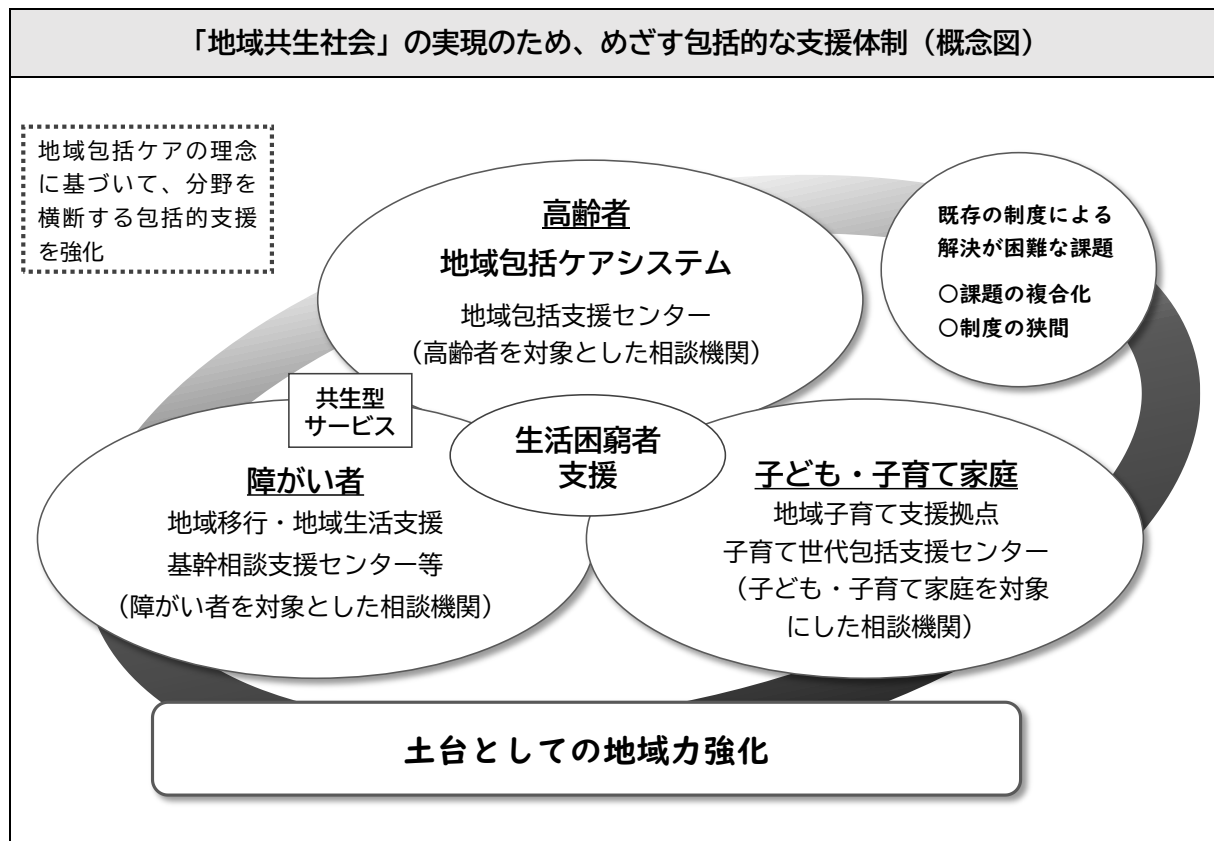 「地域共生社会」の実現のため、めざす包括的な支援体制（概念図）
地域包括ケアの理念
に基づいて、分野を
横断する包括的支援
を強化
高齢者
地域包括ケアシステム
地域包括支援センター
（高齢者を対象とした相談機関）
既存の制度による
解決が困難な課題
○課題の複合化
○制度の狭間
共生型
サービス
生活困窮者
支援
障がい者
地域移行・地域生活支援
基幹相談支援センター等
（障がい者を対象とした相談機関）
子ども・子育て家庭
地域子育て支援拠点
子育て世代包括支援センター
（子ども・子育て家庭を対象
にした相談機関）
土台としての地域力強化